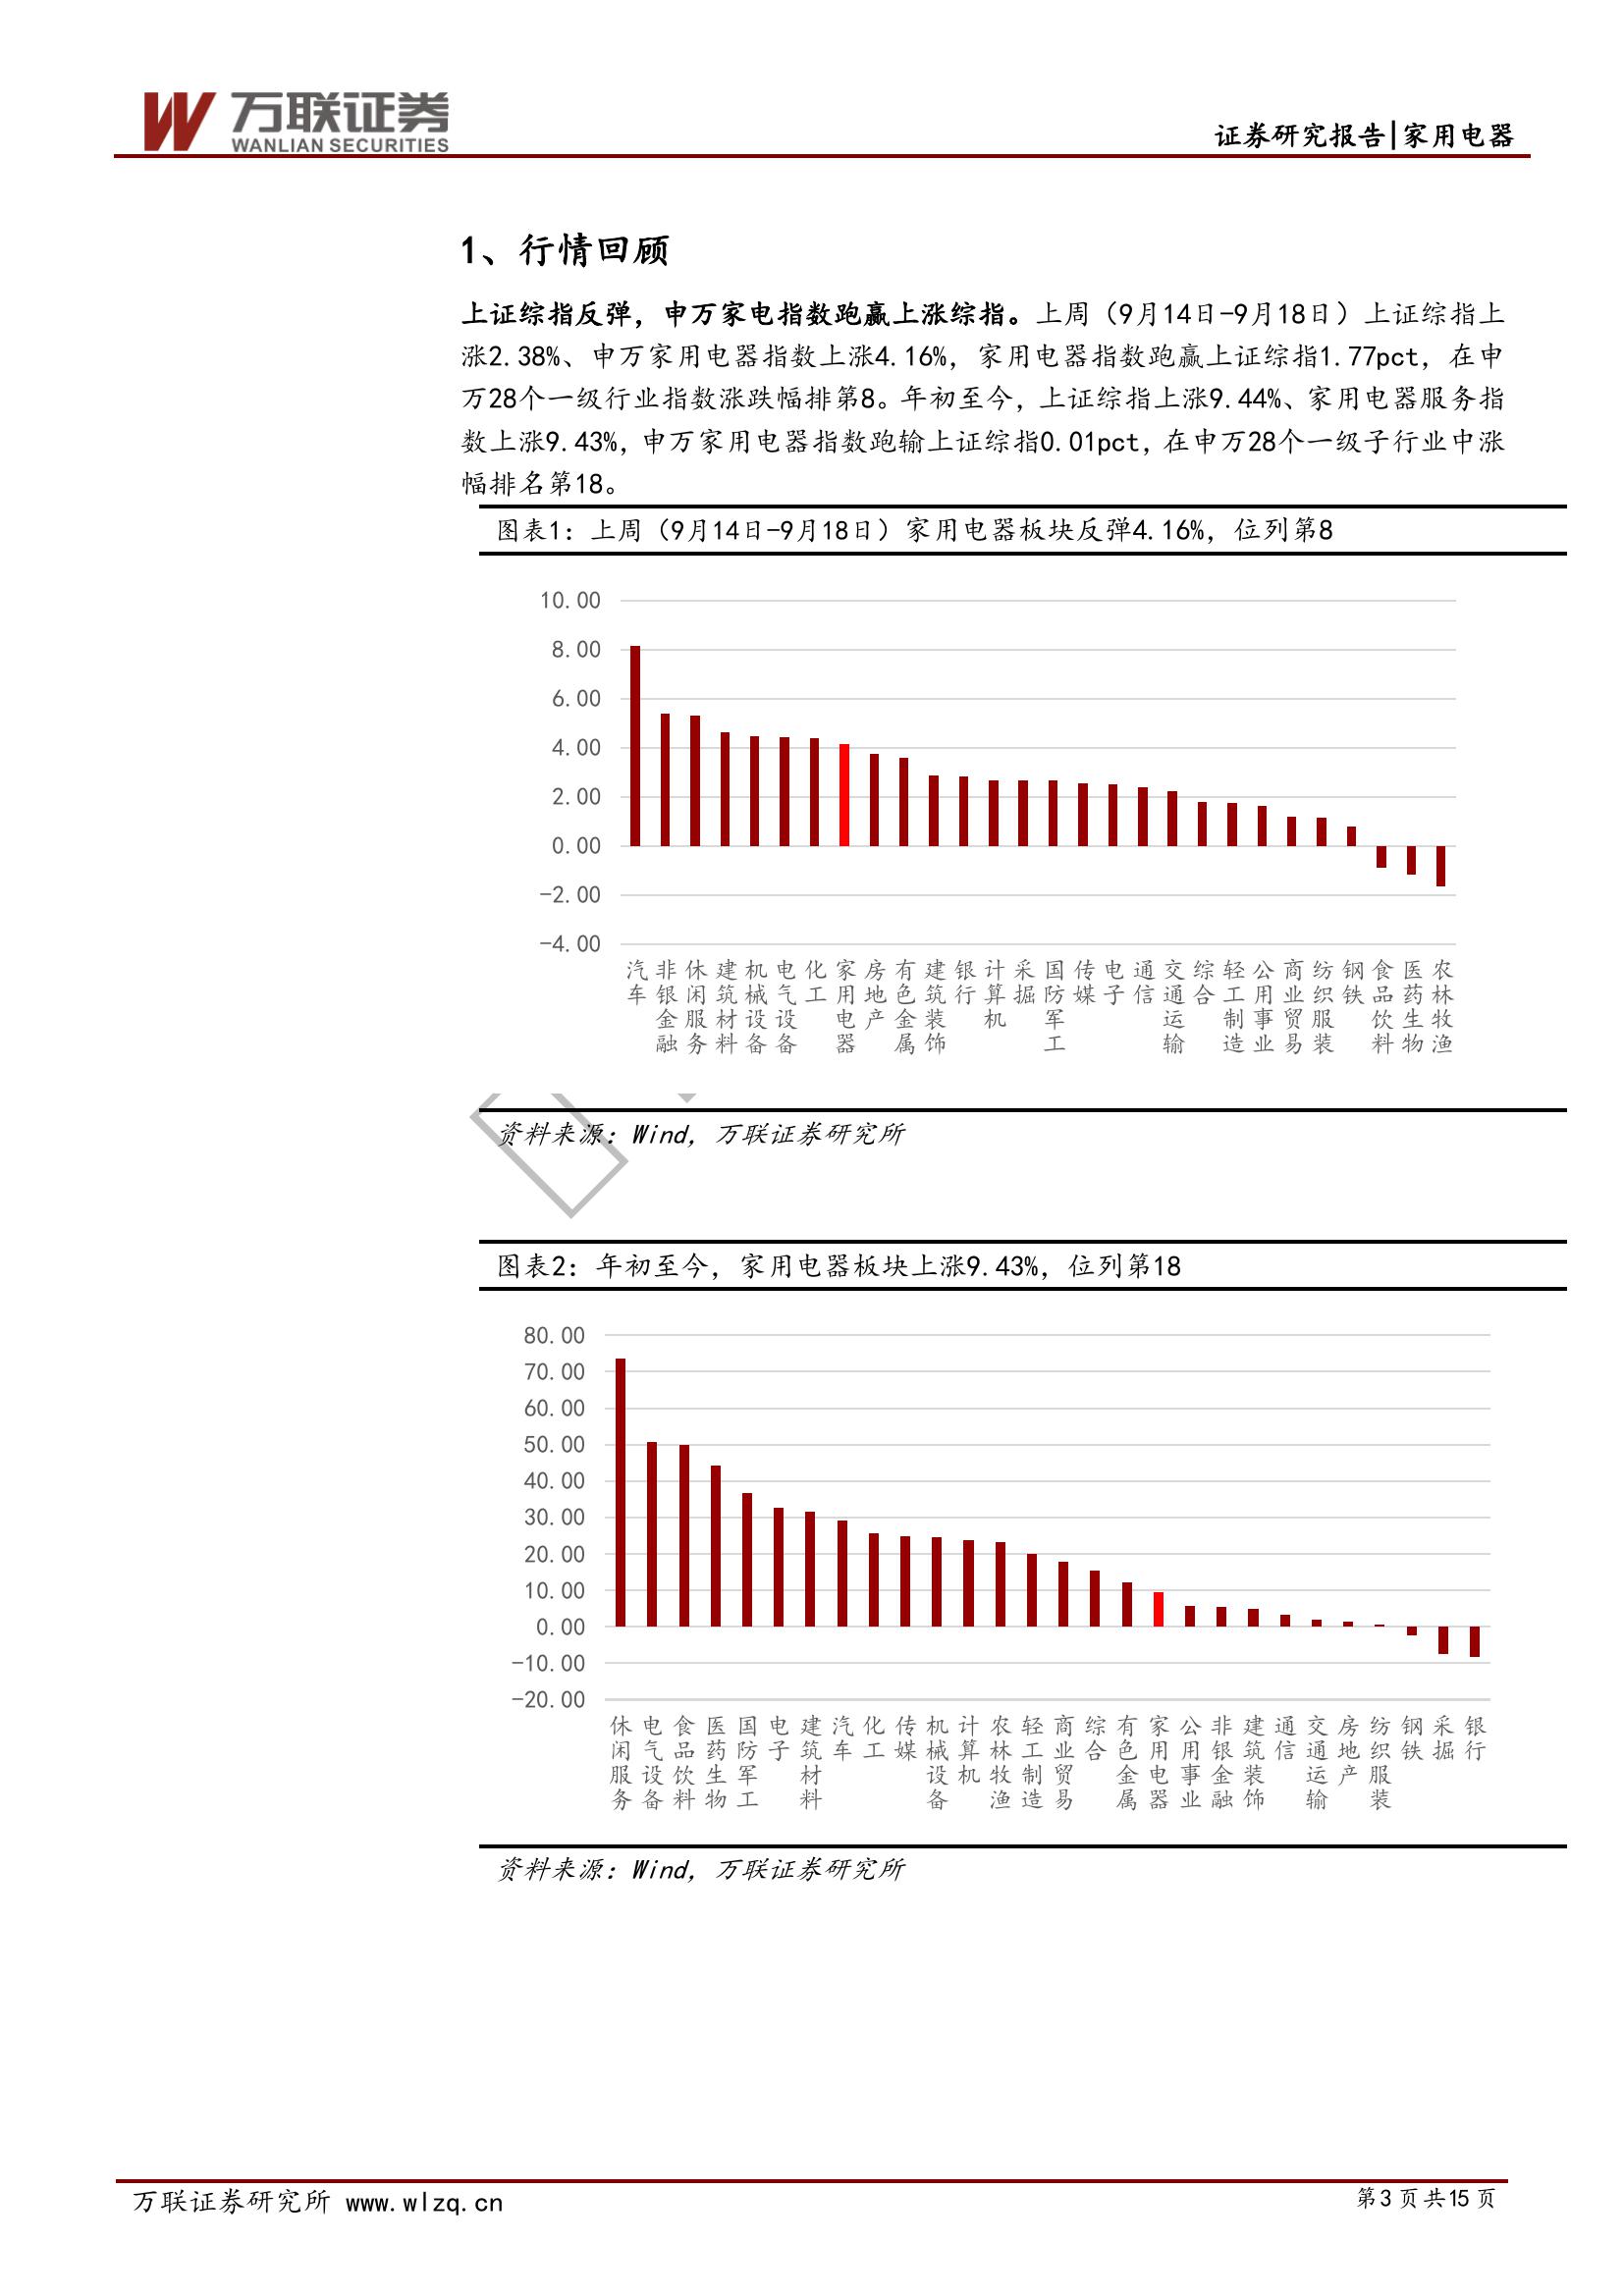 万联证券
WANLIAN SECURITIES
证券研究报告|家用电器
1、行情回顾
上证综指反弹，申万家电指数跑赢上涨综指。上周（9月14日-9月18日）上证综指上
涨2.38%、申万家用电器指数上涨4.16%，家用电器指数跑赢上证综指1.77pct，在申
万28个一级行业指数涨跌幅排第8。年初至今，上证综指上涨9.44%、家用电器服务指
数上涨9.43%，申万家用电器指数跑输上证综指0.01pct，在申万28个一级子行业中涨
幅排名第18。
图表1：上周（9月14日-9月18日）家用电器板块反弹4.16%，位列第8
10.00
8.00
6.00
4.00
2.00
0.00
-2.00
-4.00
汽车
非银金融
休闲服务
建筑材料
机械设备
电气设备
化工
家用电器
房地产
有色金属
建筑装饰
银行
计算机
采掘
国防军工
传媒
电子
通信
交通运输
综合
轻工制造
公用事业
商业贸易
纺织服装
钢铁
食品饮料
医药生物
农林牧渔
资料来源：Wind，万联证券研究所
图表2：年初至今，家用电器板块上涨9.43%，位列第18
80.00
70.00
60.00
50.00
40.00
30.00
20.00
10.00
0.00
-10.00
-20.00
休闲服务
电气设备
食品饮料
医药生物
国防军工
电子
建筑材料
汽车
化工
传媒
机械设备
计算机
农林牧渔
轻工制造
商业贸易
综合
有色金属
家用电器
公用事业
非银金融
建筑装饰
通信
交通运输
房地产
纺织服装
钢铁
采掘
银行
资料来源：Wind，万联证券研究所
万联证券研究所 www.wlzq.cn
第3页共15页